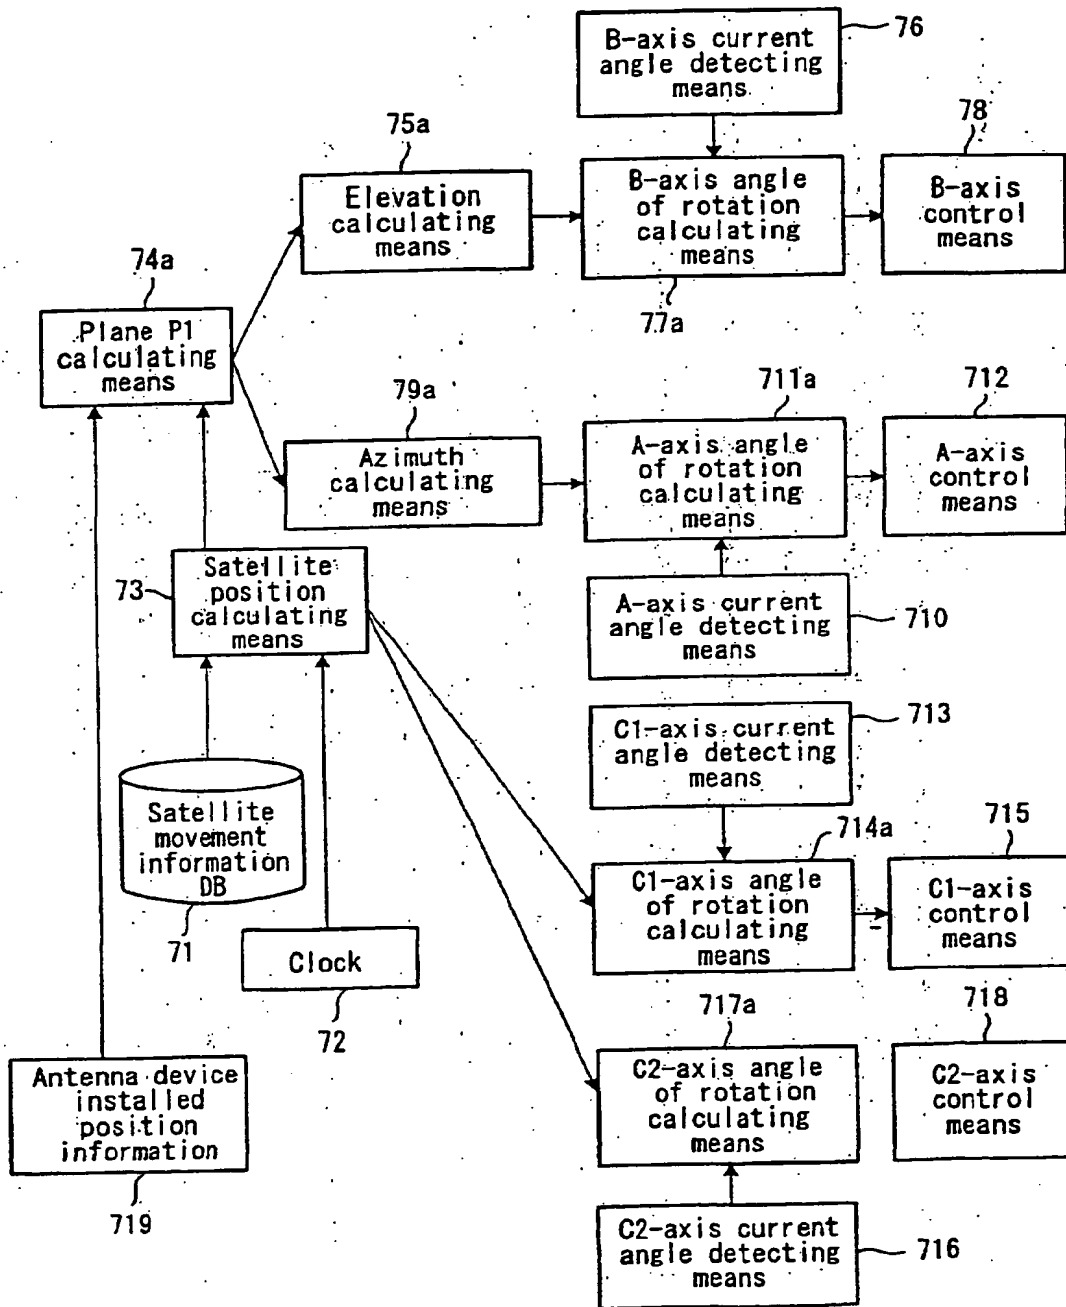 B-axis current
angle detecting
means
76
75a
Elevation
calculating
means
B-axis angle
of rotation
calculating
means
77a
78
B-axis
control
means
74a
Plane P1
calculating
means
79a
Azimuth
calculating
means
711a
A-axis angle
of rotation
calculating
means
712
A-axis
control
means
73
Satellite
position
calculating
means
A-axis current
angle detecting
means
710
C1-axis current
angle detecting
means
713
Satellite
movement
information
DB
71
Clock
72
714a
C1-axis angle
of rotation
calculating
means
715
C1-axis
control
means
717a
C2-axis angle
of rotation
calculating
means
718
C2-axis
control
means
Antenna device
installed
position
information
719
C2-axis current
angle detecting
means
716